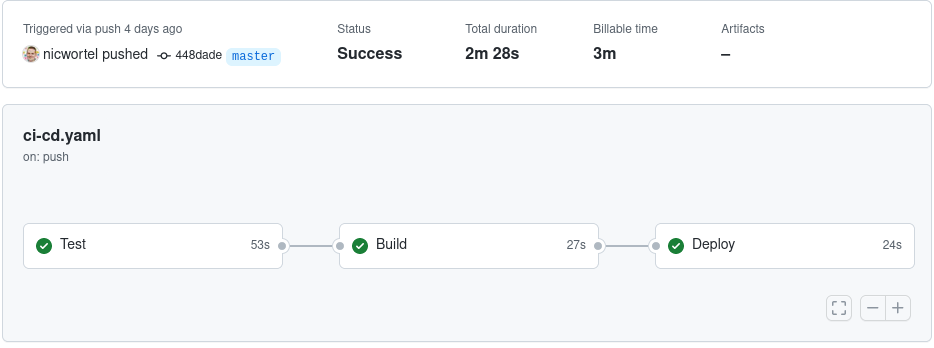 Triggered via push 4 days ago
nicwortel pushed 448dade master
Status
Success
Total duration
2m 28s
Billable time
3m
Artifacts
–
ci-cd.yaml
on: push
Test 53s
Build 27s
Deploy 24s